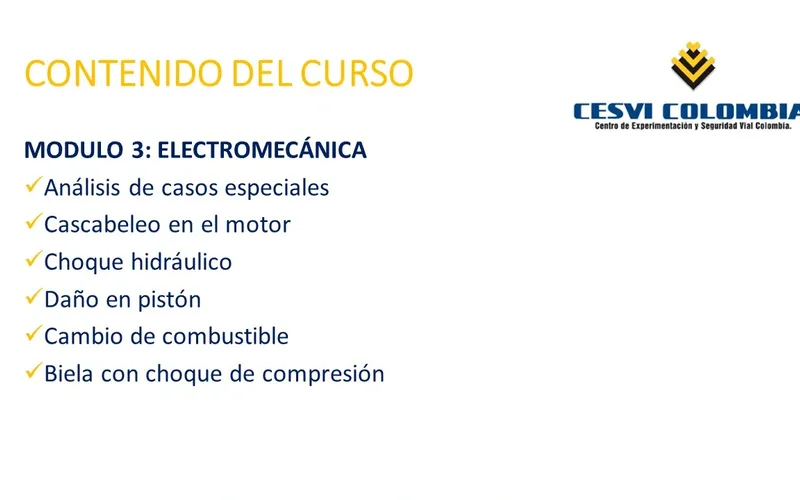 CONTENIDO DEL CURSO
CESVI COLOMBIA
Centro de Experimentación y Seguridad Vial Colombia.
MODULO 3: ELECTROMECÁNICA
Análisis de casos especiales
Cascabeleo en el motor
Choque hidráulico
Daño en pistón
Cambio de combustible
Biela con choque de compresión